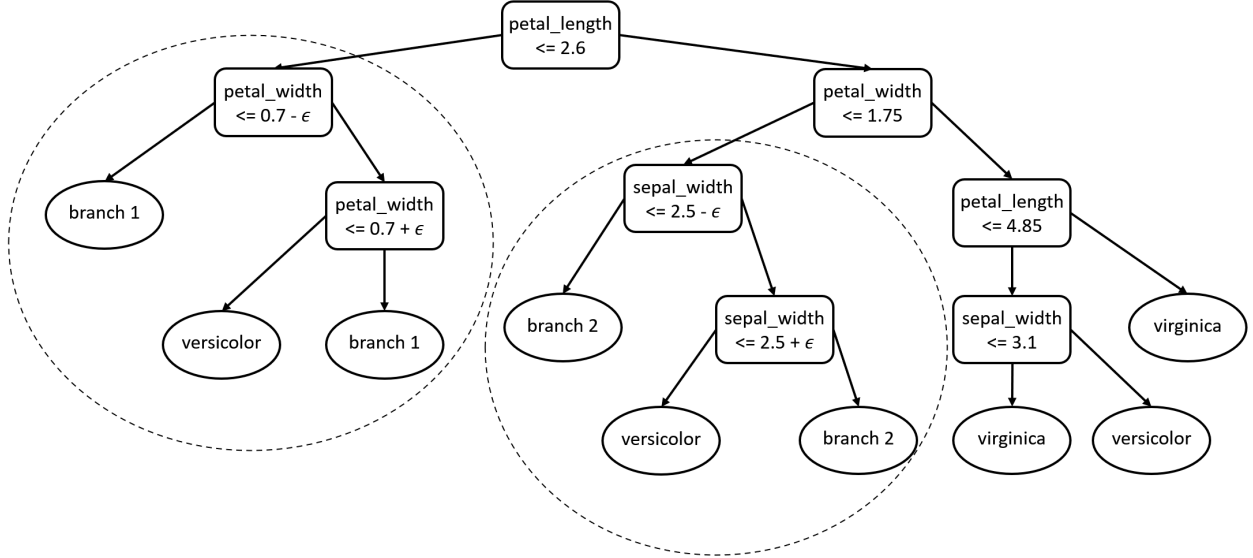 petal_length
<= 2.6
petal_width
<= 0.7 - ϵ
petal_width
<= 1.75
branch 1
petal_width
<= 0.7 + ϵ
sepal_width
<= 2.5 - ϵ
petal_length
<= 4.85
versicolor
branch 1
branch 2
sepal_width
<= 2.5 + ϵ
sepal_width
<= 3.1
virginica
versicolor
branch 2
virginica
versicolor